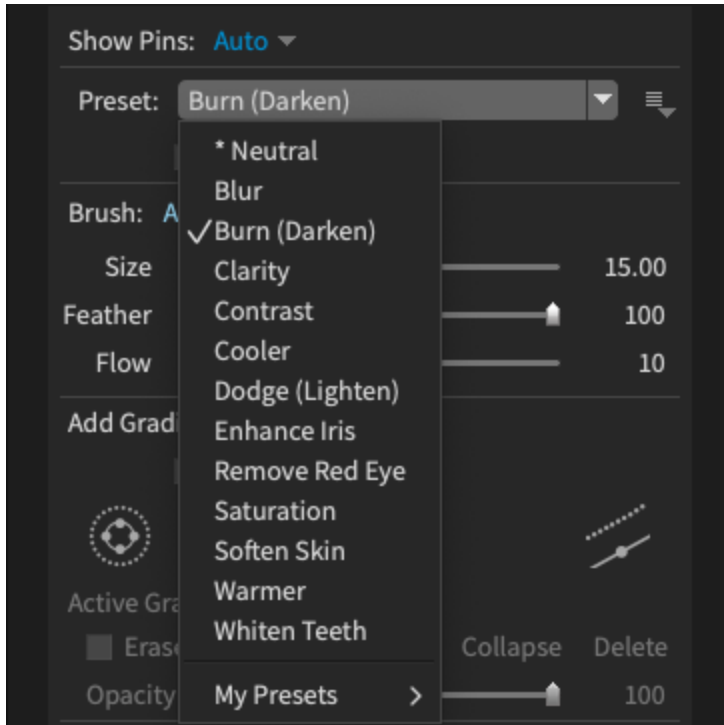 Show Pins: Auto
Preset: Burn (Darken)
* Neutral
Blur
Brush: A
✓Burn (Darken)
Size Clarity 15.00
Feather Contrast 100
Cooler
Flow 10
Dodge (Lighten)
Add Gradi Enhance Iris
Remove Red Eye
Saturation
Soften Skin
Active Gra Warmer
Whiten Teeth
Erase Collapse Delete
Opacity My Presets > 100